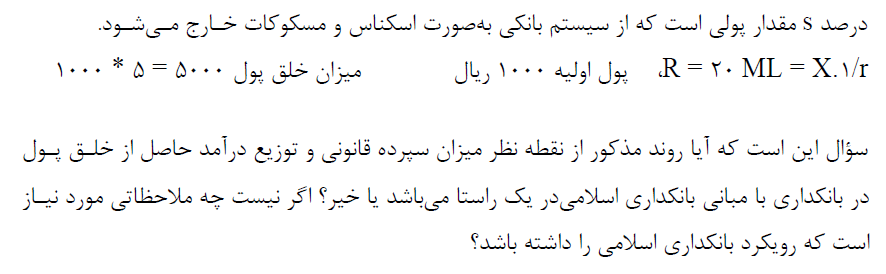 درصد s مقدار پولی است که از سیستم بانکی به‌صورت اسکناس و مسکوکات خارج می‌شود.
R = ۲۰ ML = X.۱/r، پول اولیه ۱۰۰۰ ریال میزان خلق پول ۵۰۰۰ = ۵ * ۱۰۰۰
سؤال این است که آیا روند مذکور از نقطه نظر میزان سپرده قانونی و توزیع درآمد حاصل از خلق پول
در بانکداری با مبانی بانکداری اسلامی‌در یک راستا می‌باشد یا خیر؟ اگر نیست چه ملاحظاتی مورد نیاز
است که رویکرد بانکداری اسلامی را داشته باشد؟